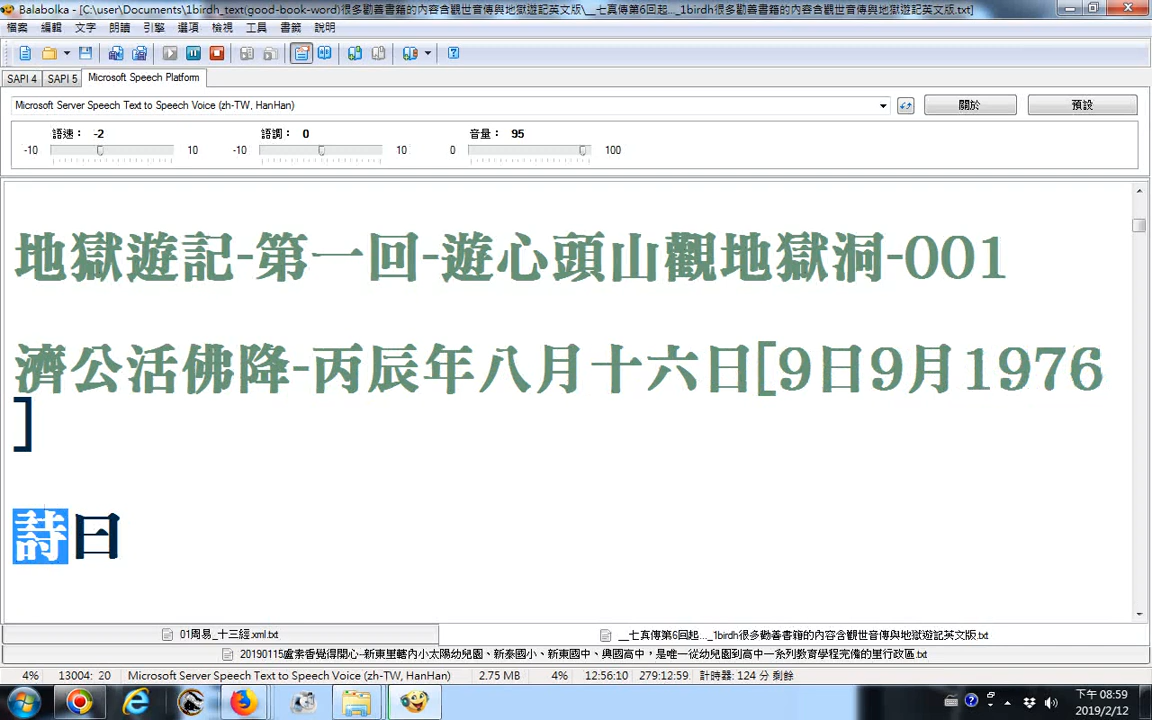 Balabolka - [C:\user\Documents\1birdh_text(good-book-word)很多勸善書籍的內容含觀世音傳與地獄遊記英文版\__七真傳第6回起..._1birdh很多勸善書籍的內容含觀世音傳與地獄遊記英文版.txt]
檔案 編輯 文字 朗讀 引擎 選項 檢視 工具 書籤 說明
SAPI 4 SAPI 5 Microsoft Speech Platform
Microsoft Server Speech Text to Speech Voice (zh-TW, HanHan) 關於 預設
語速： -2 語調： 0 音量： 95
-10 10 -10 10 0 100
地獄遊記-第一回-遊心頭山觀地獄洞-001
濟公活佛降-丙辰年八月十六日[9日9月1976
]
詩曰
01周易_十三經.xml.txt __七真傳第6回起..._1birdh很多勸善書籍的內容含觀世音傳與地獄遊記英文版.txt
20190115盧素香覺得開心-新東里轄內小太陽幼兒園、新泰國小、新東國中、興國高中，是唯一從幼兒園到高中一系列教育學程完備的里行政區.txt
4% 13004: 20 Microsoft Server Speech Text to Speech Voice (zh-TW, HanHan) 2.75 MB 4% 12:56:10 279:12:59. 計時器: 124 分 剩餘
下午 08:59
2019/2/12